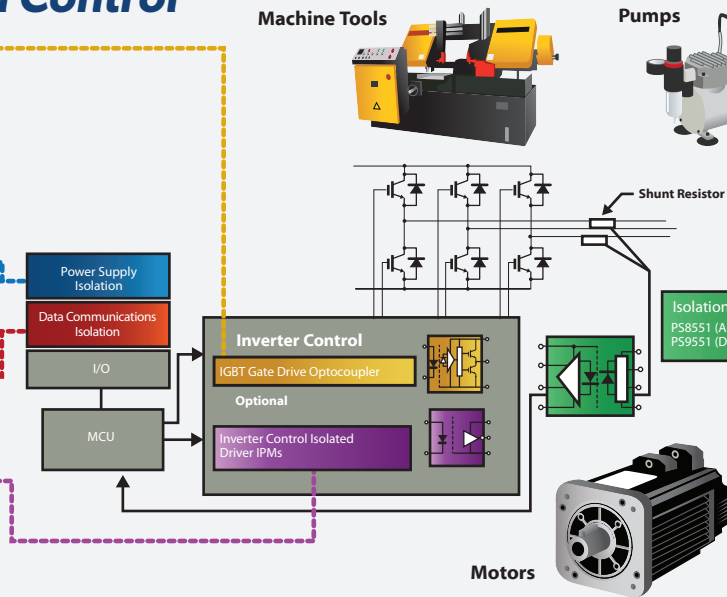 Control
Machine Tools
Pumps
Shunt Resistor
Power Supply
Isolation
Data Communications
Isolation
I/O
MCU
Inverter Control
IGBT Gate Drive Optocoupler
Optional
Inverter Control Isolated
Driver IPMs
Isolation
PS8551 (A
PS9551 (D
Motors